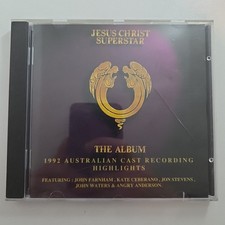 JESUS CHRIST
SUPERSTAR
THE ALBUM
1992 AUSTRALIAN CAST RECORDING
HIGHLIGHTS
FEATURING - JOHN FARNHAM, KATE CEBERANO, JON STEVENS,
JOHN WATERS & ANGRY ANDERSON